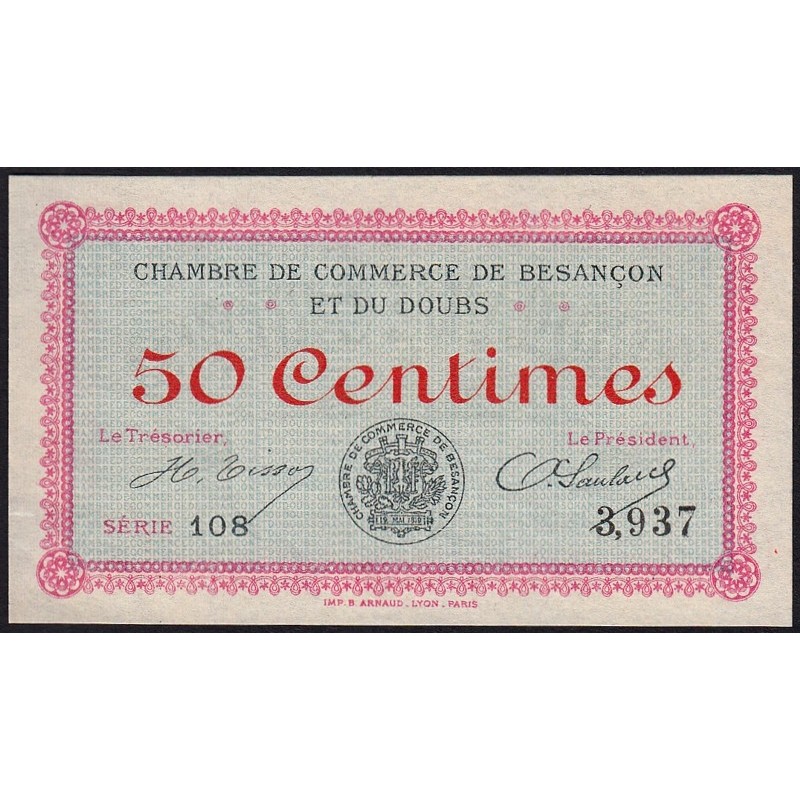 CHAMBRE DE COMMERCE DE BESANÇON
ET DU DOUBS
50 Centimes
Le Trésorier,
Le Président,
H. Tissot
CHAMBRE DE COMMERCE DE BESANÇON
SÉRIE 108
3,937
IMP. B. ARNAUD. LYON. PARIS